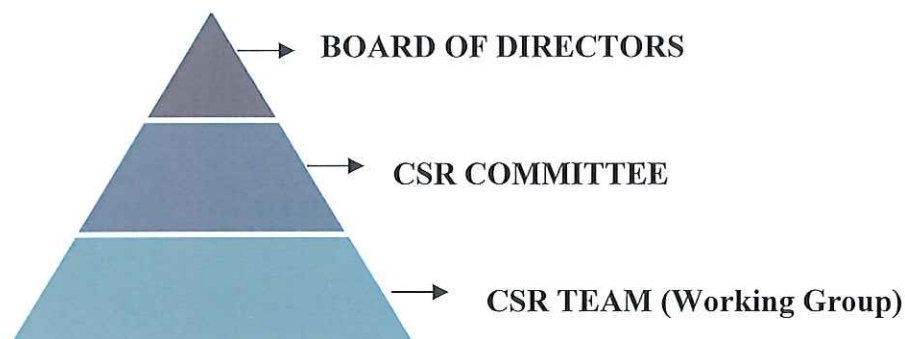 BOARD OF DIRECTORS
CSR COMMITTEE
CSR TEAM (Working Group)